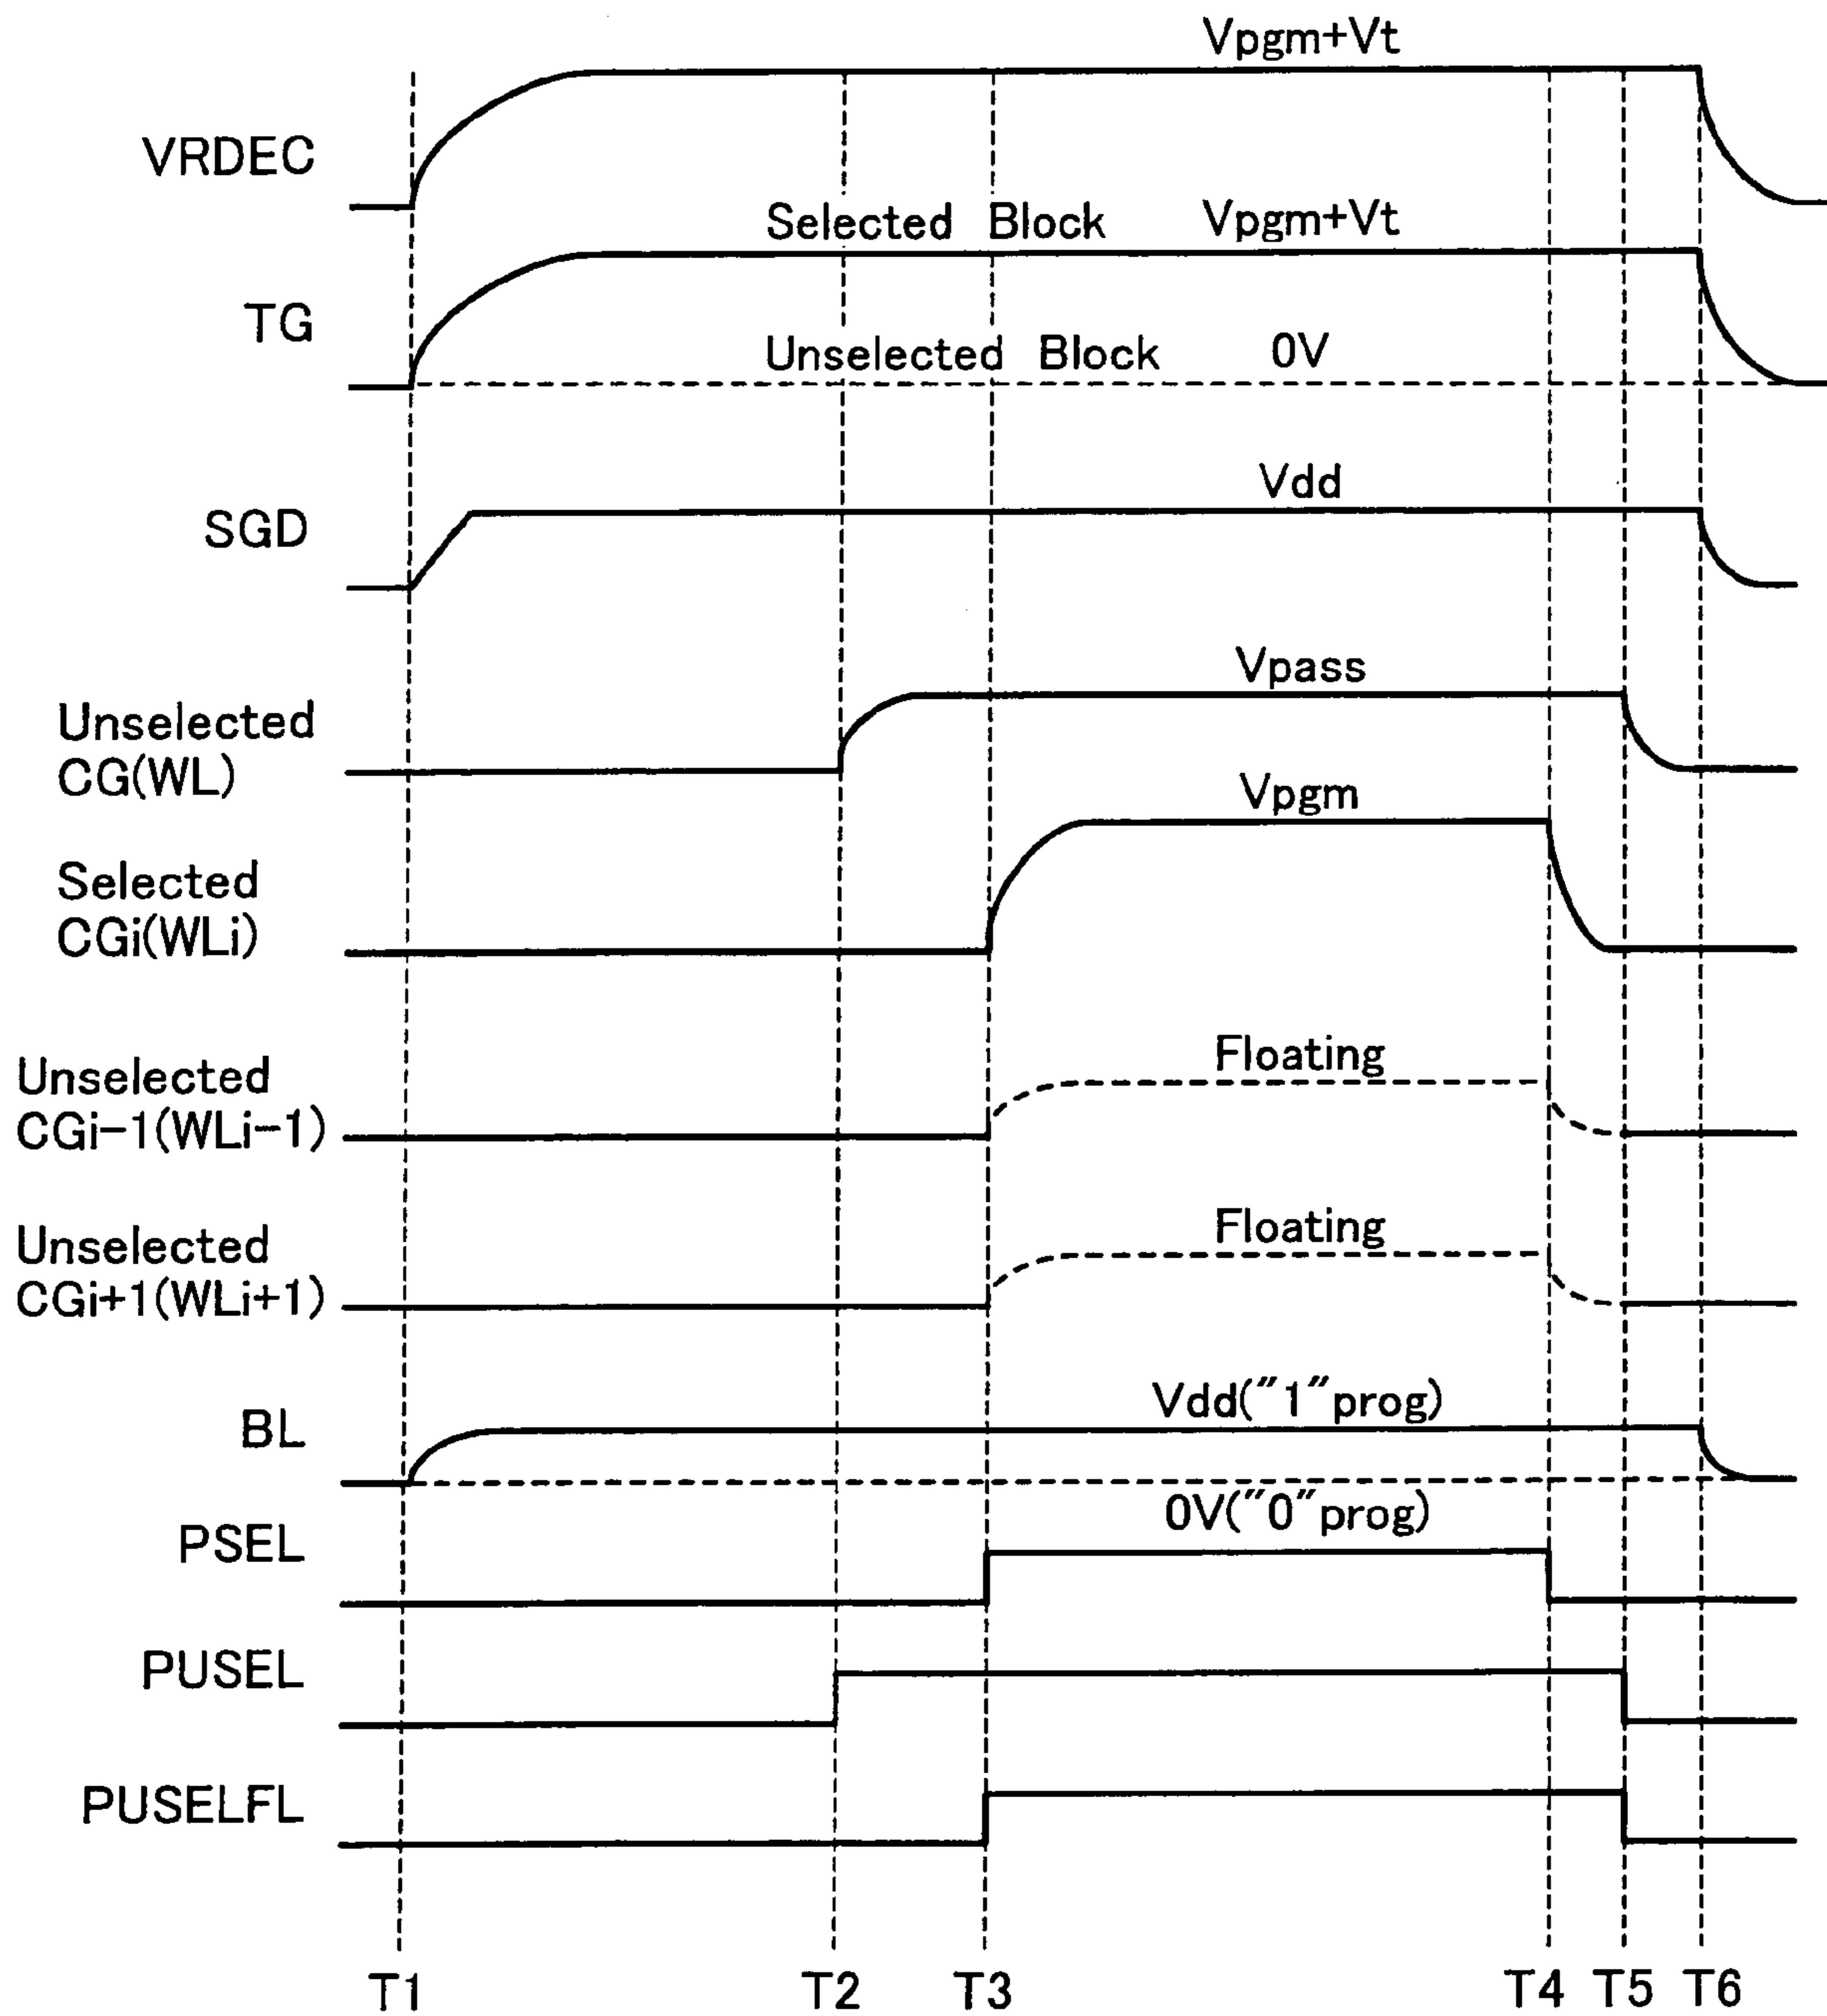 Vpgm+Vt
VRDEC
Selected Block Vpgm+Vt
TG
Unselected Block 0V
Vdd
SGD
Vpass
Unselected
CG(WL)
Vpgm
Selected
CGi(WLi)
Floating
Unselected
CGi-1(WLi-1)
Floating
Unselected
CGi+1(WLi+1)
Vdd("1"prog)
BL
0V("0"prog)
PSEL
PUSEL
PUSELFL
T1 T2 T3 T4 T5 T6